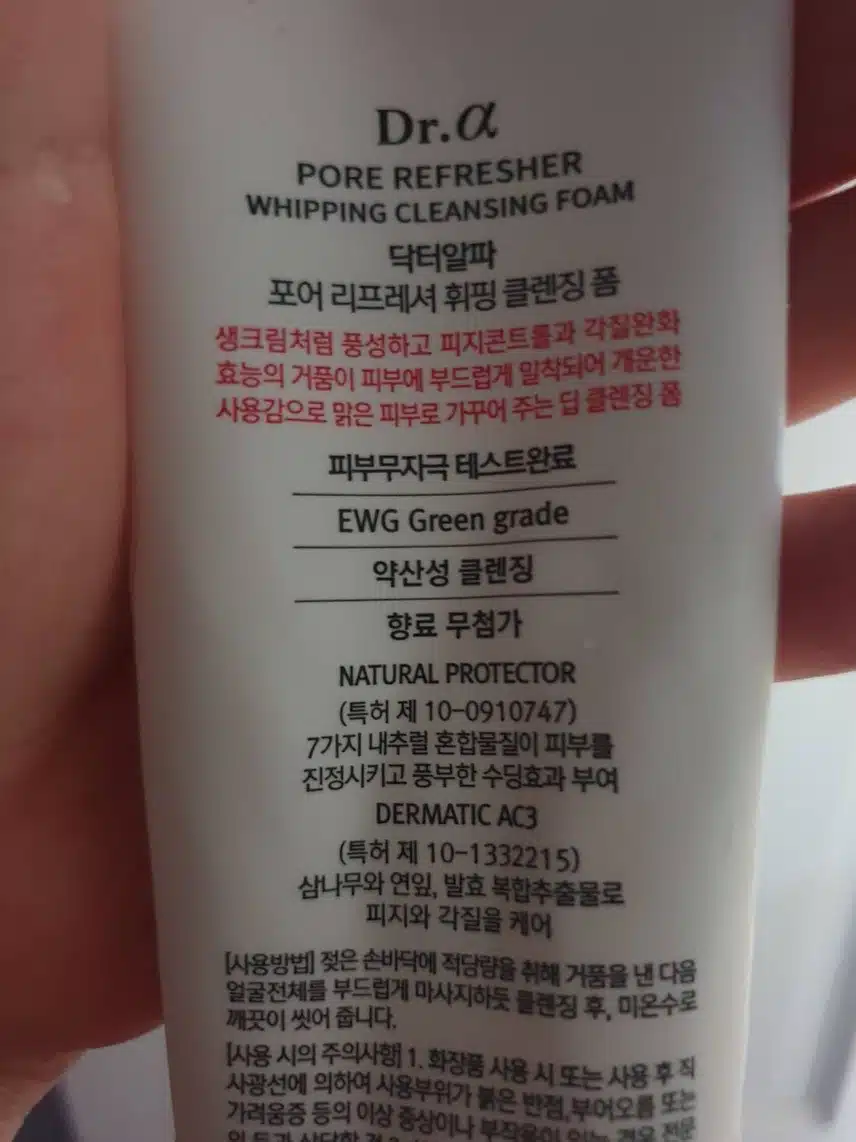 Dr.α
PORE REFRESHER
WHIPPING CLEANSING FOAM
닥터알파
포어 리프레셔 휘핑 클렌징 폼
생크림처럼 풍성하고 피지콘트롤과 각질완화
효능의 거품이 피부에 부드럽게 밀착되어 개운한
사용감으로 맑은 피부로 가꾸어 주는 딥 클렌징 폼
피부무자극 테스트완료
EWG Green grade
약산성 클렌징
향료 무첨가
NATURAL PROTECTOR
(특허 제 10-0910747)
7가지 내추럴 혼합물질이 피부를
진정시키고 풍부한 수딩효과 부여
DERMATIC AC3
(특허 제 10-1332215)
삼나무와 연잎, 발효 복합추출물로
피지와 각질을 케어
[사용방법] 젖은 손바닥에 적당량을 취해 거품을 낸 다음
얼굴전체를 부드럽게 마사지하듯 클렌징 후, 미온수로
깨끗이 씻어 줍니다.
[사용 시의 주의사항] 1. 화장품 사용 시 또는 사용 후 직
사광선에 의하여 사용부위가 붉은 반점, 부어오름 또는
가려움증 등의 이상 증상이나 부작용이 있는 경우 전문